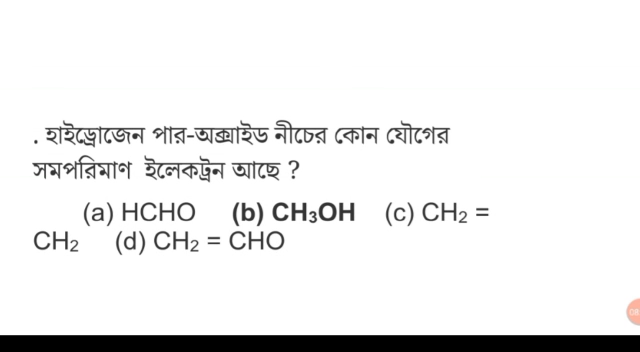 . হাইড্রোজেন পার-অক্সাইড নীচের কোন যৌগের
সমপরিমাণ ইলেকট্রন আছে ?
(a) HCHO (b) CH₃OH (c) CH₂ =
CH₂ (d) CH₂ = CHO